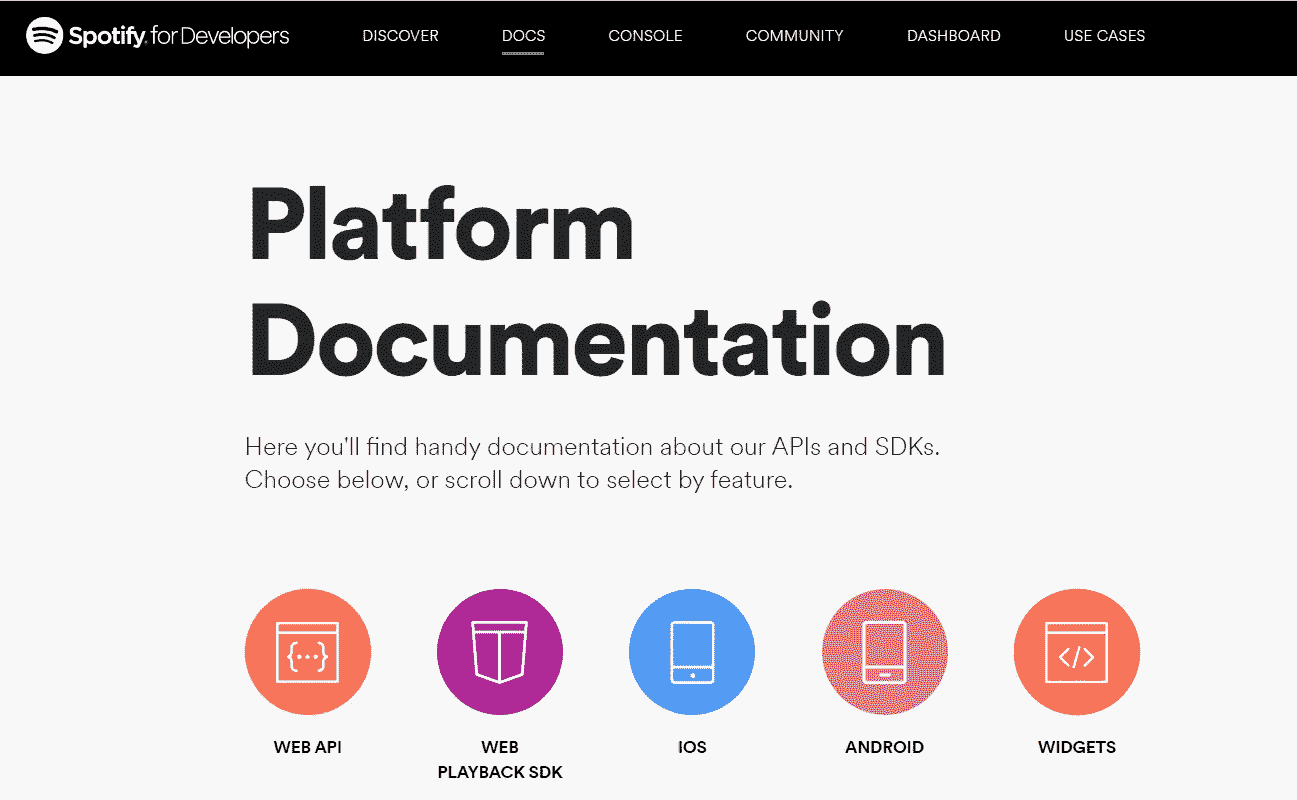 Spotify for Developers DISCOVER DOCS CONSOLE COMMUNITY DASHBOARD USE CASES
Platform
Documentation
Here you'll find handy documentation about our APIs and SDKs.
Choose below, or scroll down to select by feature.
{...} </>
WEB API WEB IOS ANDROID WIDGETS
PLAYBACK SDK